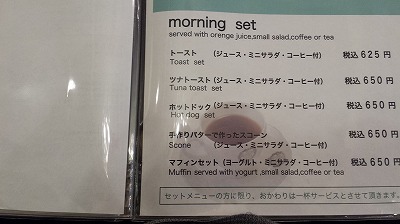 morning set
served with orenge juice,small salad,coffee or tea
トースト （ジュース・ミニサラダ・コーヒー付） 税込 625 円
Toast set
ツナトースト（ジュース・ミニサラダ・コーヒー付） 税込 650 円
Tuna toast set
ホットドック（ジュース・ミニサラダ・コーヒー付） 税込 650 円
Hot dog set
手作りバターで作ったスコーン 税込 650 円
Scone （ジュース・ミニサラダ・コーヒー付）
マフィンセット（ヨーグルト・ミニサラダ・コーヒー付） 税込 650 円
Muffin served with yogurt ,small salad,coffee or tea
セットメニューの方に限り、おかわりは一杯サービスとさせて頂きます。